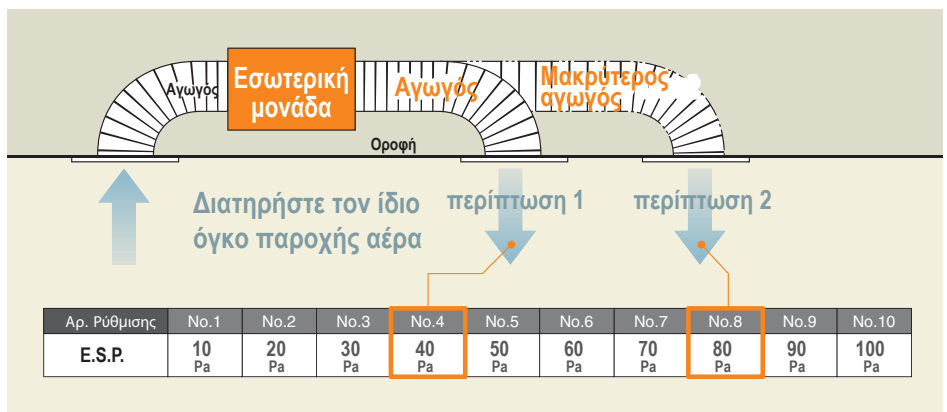 Αγωγός
Εσωτερική
μονάδα
Αγωγός
Μακρύτερος
αγωγός
Οροφή
Διατηρήστε τον ίδιο
όγκο παροχής αέρα
περίπτωση 1
περίπτωση 2
Αρ. Ρύθμισης No.1 No.2 No.3 No.4 No.5 No.6 No.7 No.8 No.9 No.10
E.S.P. 10 20 30 40 50 60 70 80 90 100
Pa Pa Pa Pa Pa Pa Pa Pa Pa Pa